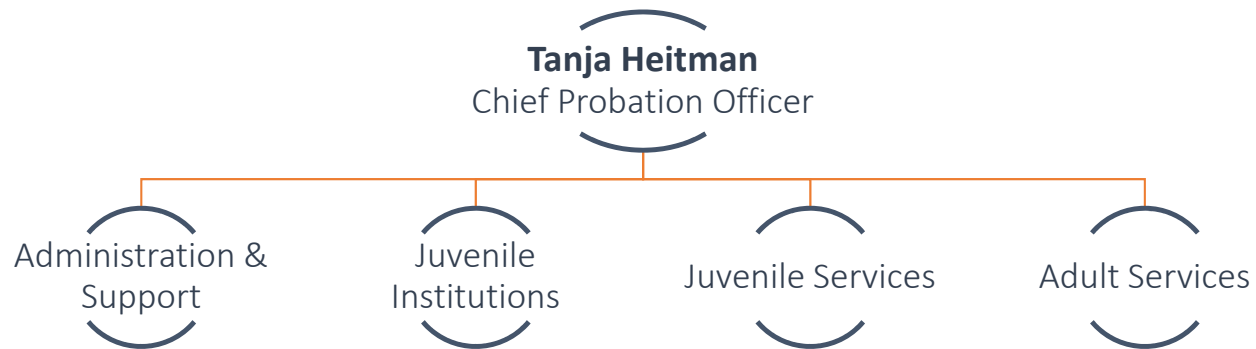 Tanja Heitman
Chief Probation Officer
Administration &
Support
Juvenile
Institutions
Juvenile Services
Adult Services